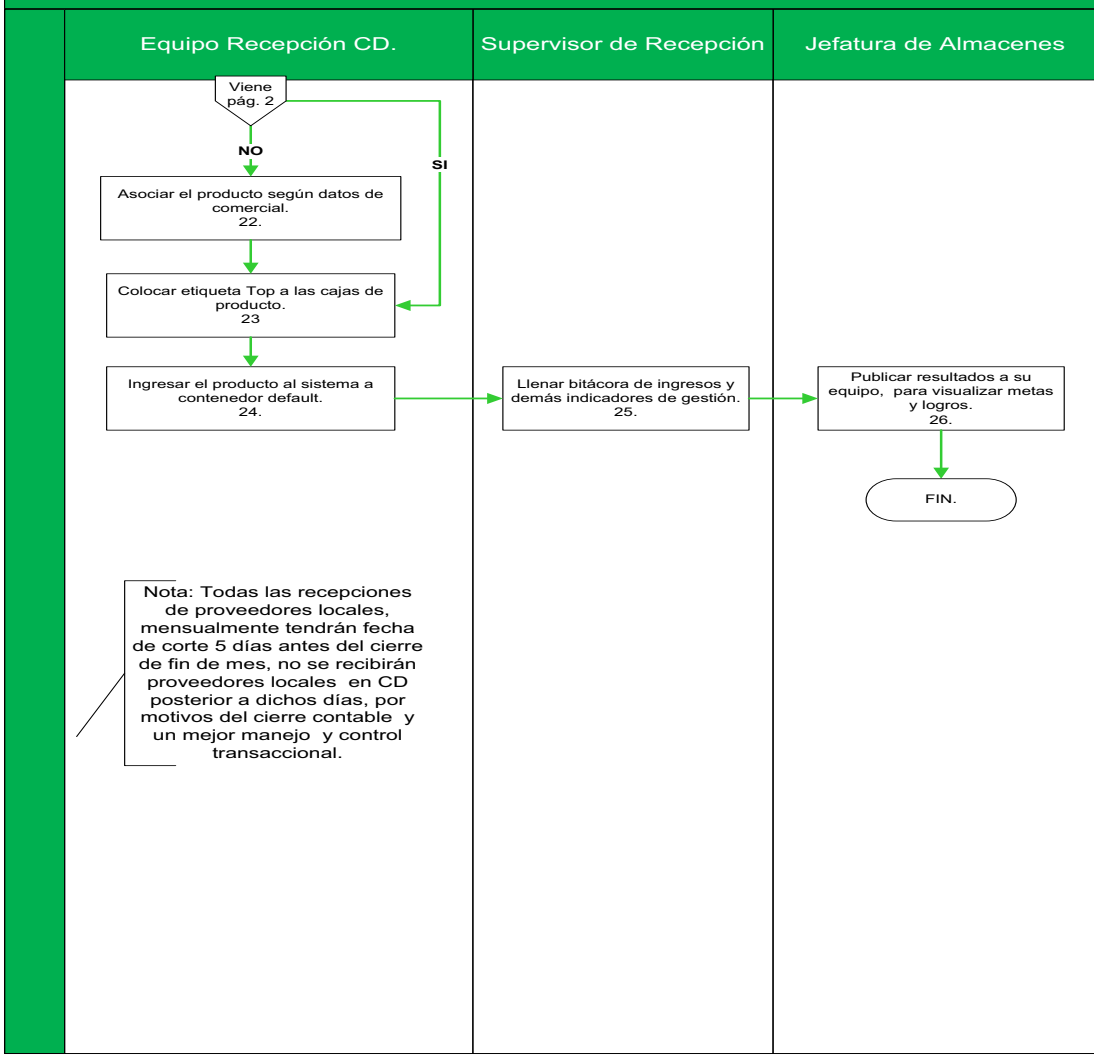 Equipo Recepción CD.
Supervisor de Recepción
Jefatura de Almacenes
Viene
pág. 2
NO
SI
Asociar el producto según datos de
comercial.
22.
Colocar etiqueta Top a las cajas de
producto.
23
Ingresar el producto al sistema a
contenedor default.
24.
Llenar bitácora de ingresos y
demás indicadores de gestión.
25.
Publicar resultados a su
equipo, para visualizar metas
y logros.
26.
FIN.
Nota: Todas las recepciones
de proveedores locales,
mensualmente tendrán fecha
de corte 5 días antes del cierre
de fin de mes, no se recibirán
proveedores locales en CD
posterior a dichos días, por
motivos del cierre contable y
un mejor manejo y control
transaccional.